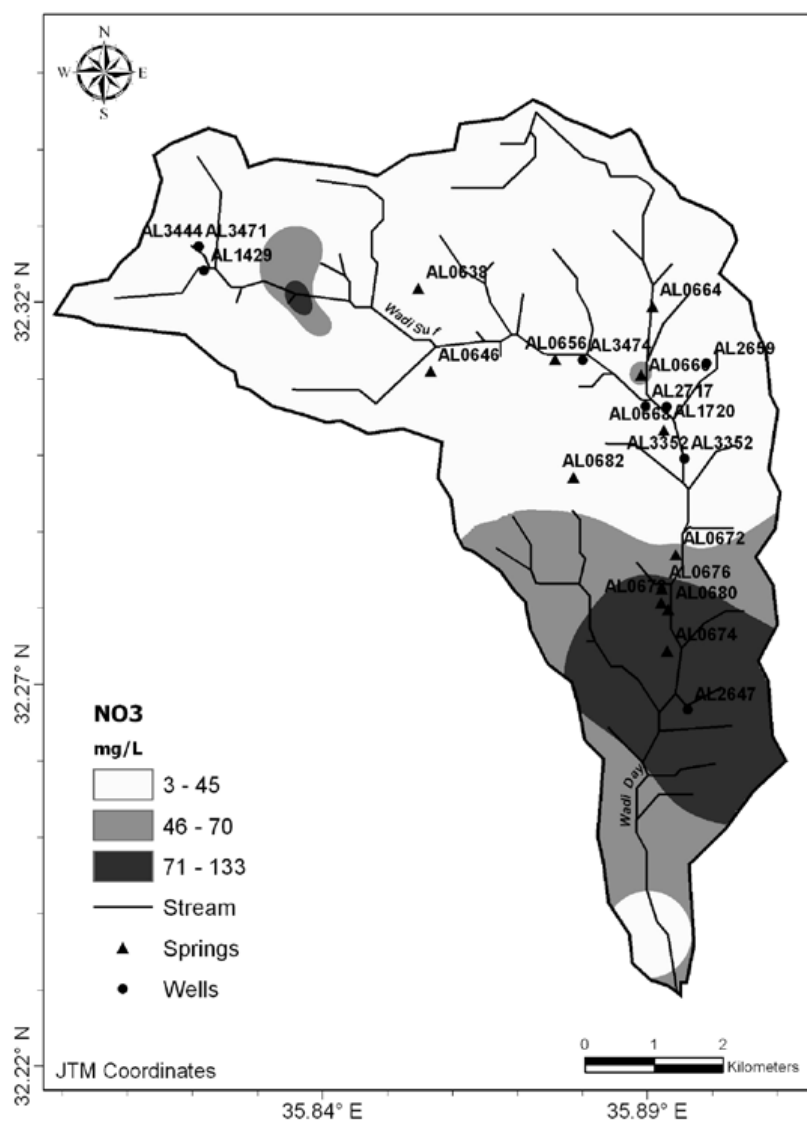 N
W E
S
AL3444 AL3471
AL1429
AL0638
AL0664
Wadi Suf
AL0656 AL3474
AL2659
AL0646
AL0666
AL2717
AL0668 AL1720
AL3352 AL3352
AL0682
AL0672
AL0676
AL0680
AL0674
AL2647
Wadi Day
32.32° N
32.27° N
32.22° N
NO3
mg/L
3 - 45
46 - 70
71 - 133
Stream
Springs
Wells
0 1 2
Kilometers
JTM Coordinates
35.84° E
35.89° E